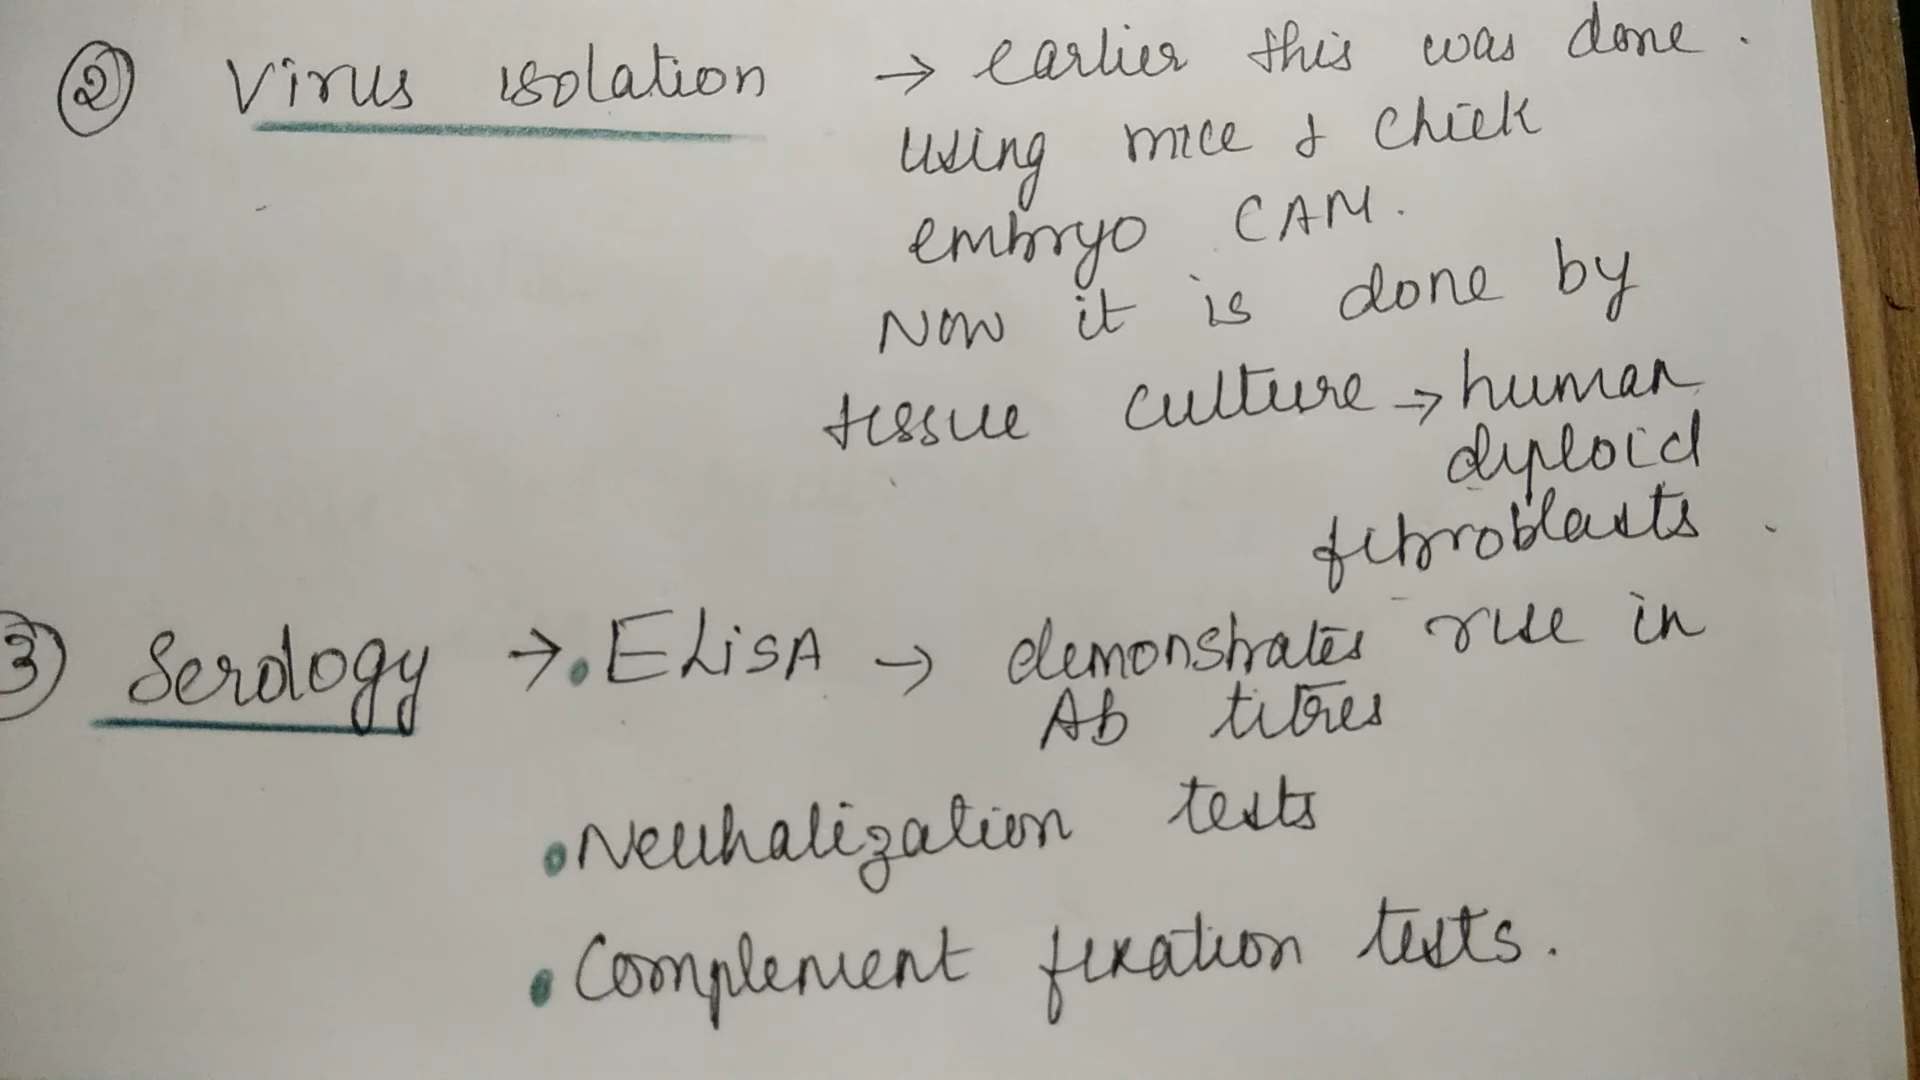 ② Virus isolation → earlier this was done.
using mice & chick
embryo CAM.
Now it is done by
tissue culture → human
diploid
fibroblasts.
③ Serology → • ELiSA → demonstrates rise in
Ab titres
• Neutralization tests
• Complement fixation tests.